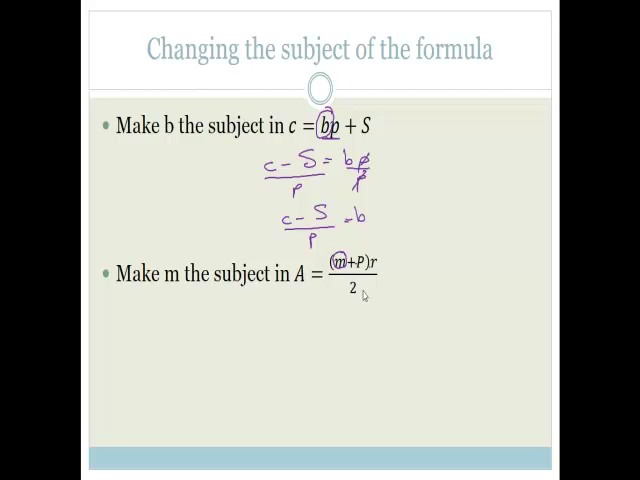 Changing the subject of the formula
• Make b the subject in c = bp + S
c - S = bp
p p
c - S = b
p
• Make m the subject in A = (m+P)r
2